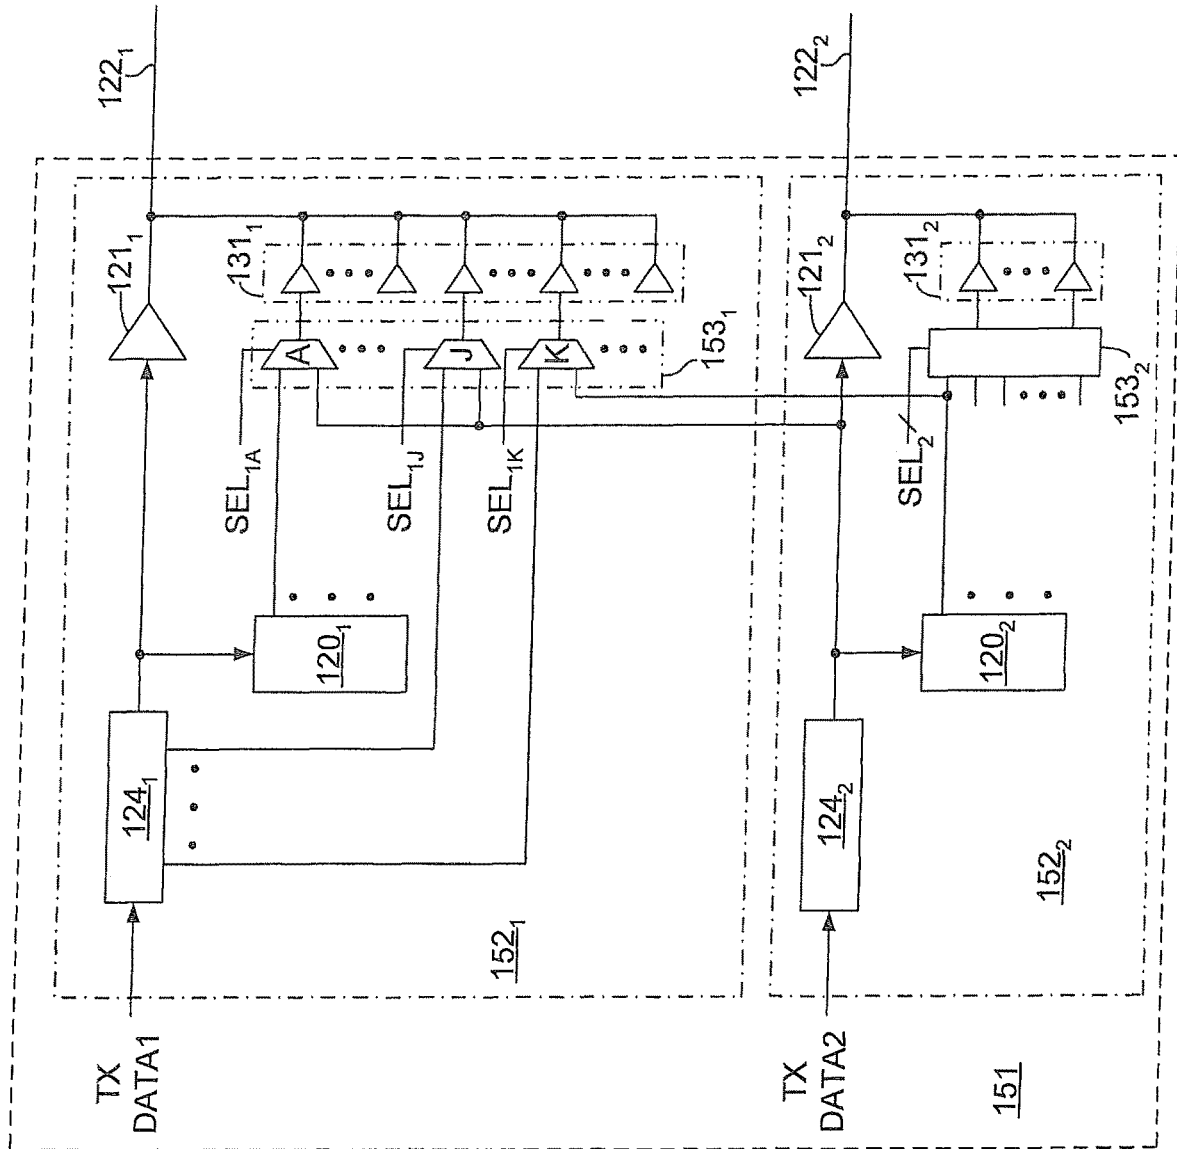 122₁
122₂
121₁
131₁
A
J
K
153₁
SEL₁A
SEL₁J
SEL₁K
120₁
124₁
152₁
TX
DATA1
121₂
131₂
153₂
SEL₂
120₂
124₂
152₂
TX
DATA2
151